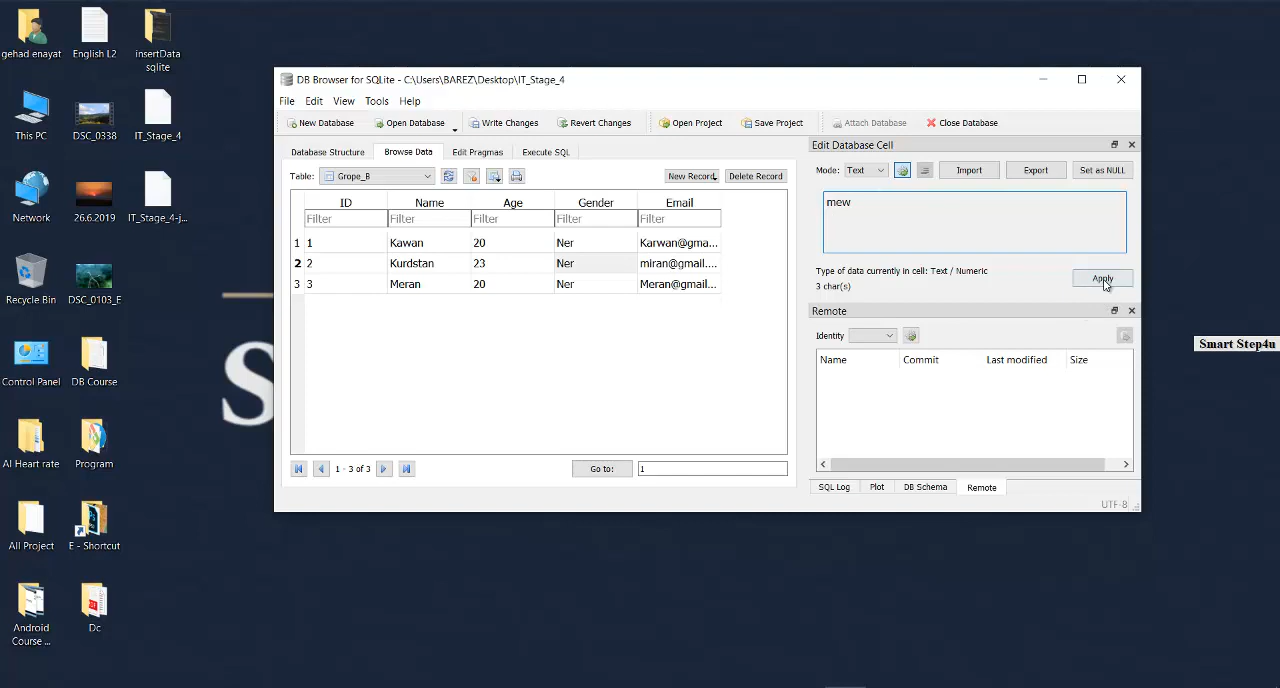 gehad enayat
English L2
insertData
sqlite
This PC
DSC_0338
IT_Stage_4
Network
26.6.2019
IT_Stage_4-j...
Recycle Bin
DSC_0103_E
Control Panel
DB Course
AI Heart rate
Program
All Project
E - Shortcut
Android
Course ...
Dc
S
DB Browser for SQLite - C:\Users\BAREZ\Desktop\IT_Stage_4
File Edit View Tools Help
New Database Open Database Write Changes Revert Changes Open Project Save Project Attach Database Close Database
Database Structure Browse Data Edit Pragmas Execute SQL
Table: Grope_B New Record Delete Record
ID Name Age Gender Email
Filter Filter Filter Filter Filter
1 1 Kawan 20 Ner Karwan@gma...
2 2 Kurdstan 23 Ner miran@gmail....
3 3 Meran 20 Ner Meran@gmail...
1 - 3 of 3 Go to: 1
Edit Database Cell
Mode: Text Import Export Set as NULL
mew
Type of data currently in cell: Text / Numeric
3 char(s)
Apply
Remote
Identity
Name Commit Last modified Size
SQL Log Plot DB Schema Remote
UTF-8
Smart Step4u